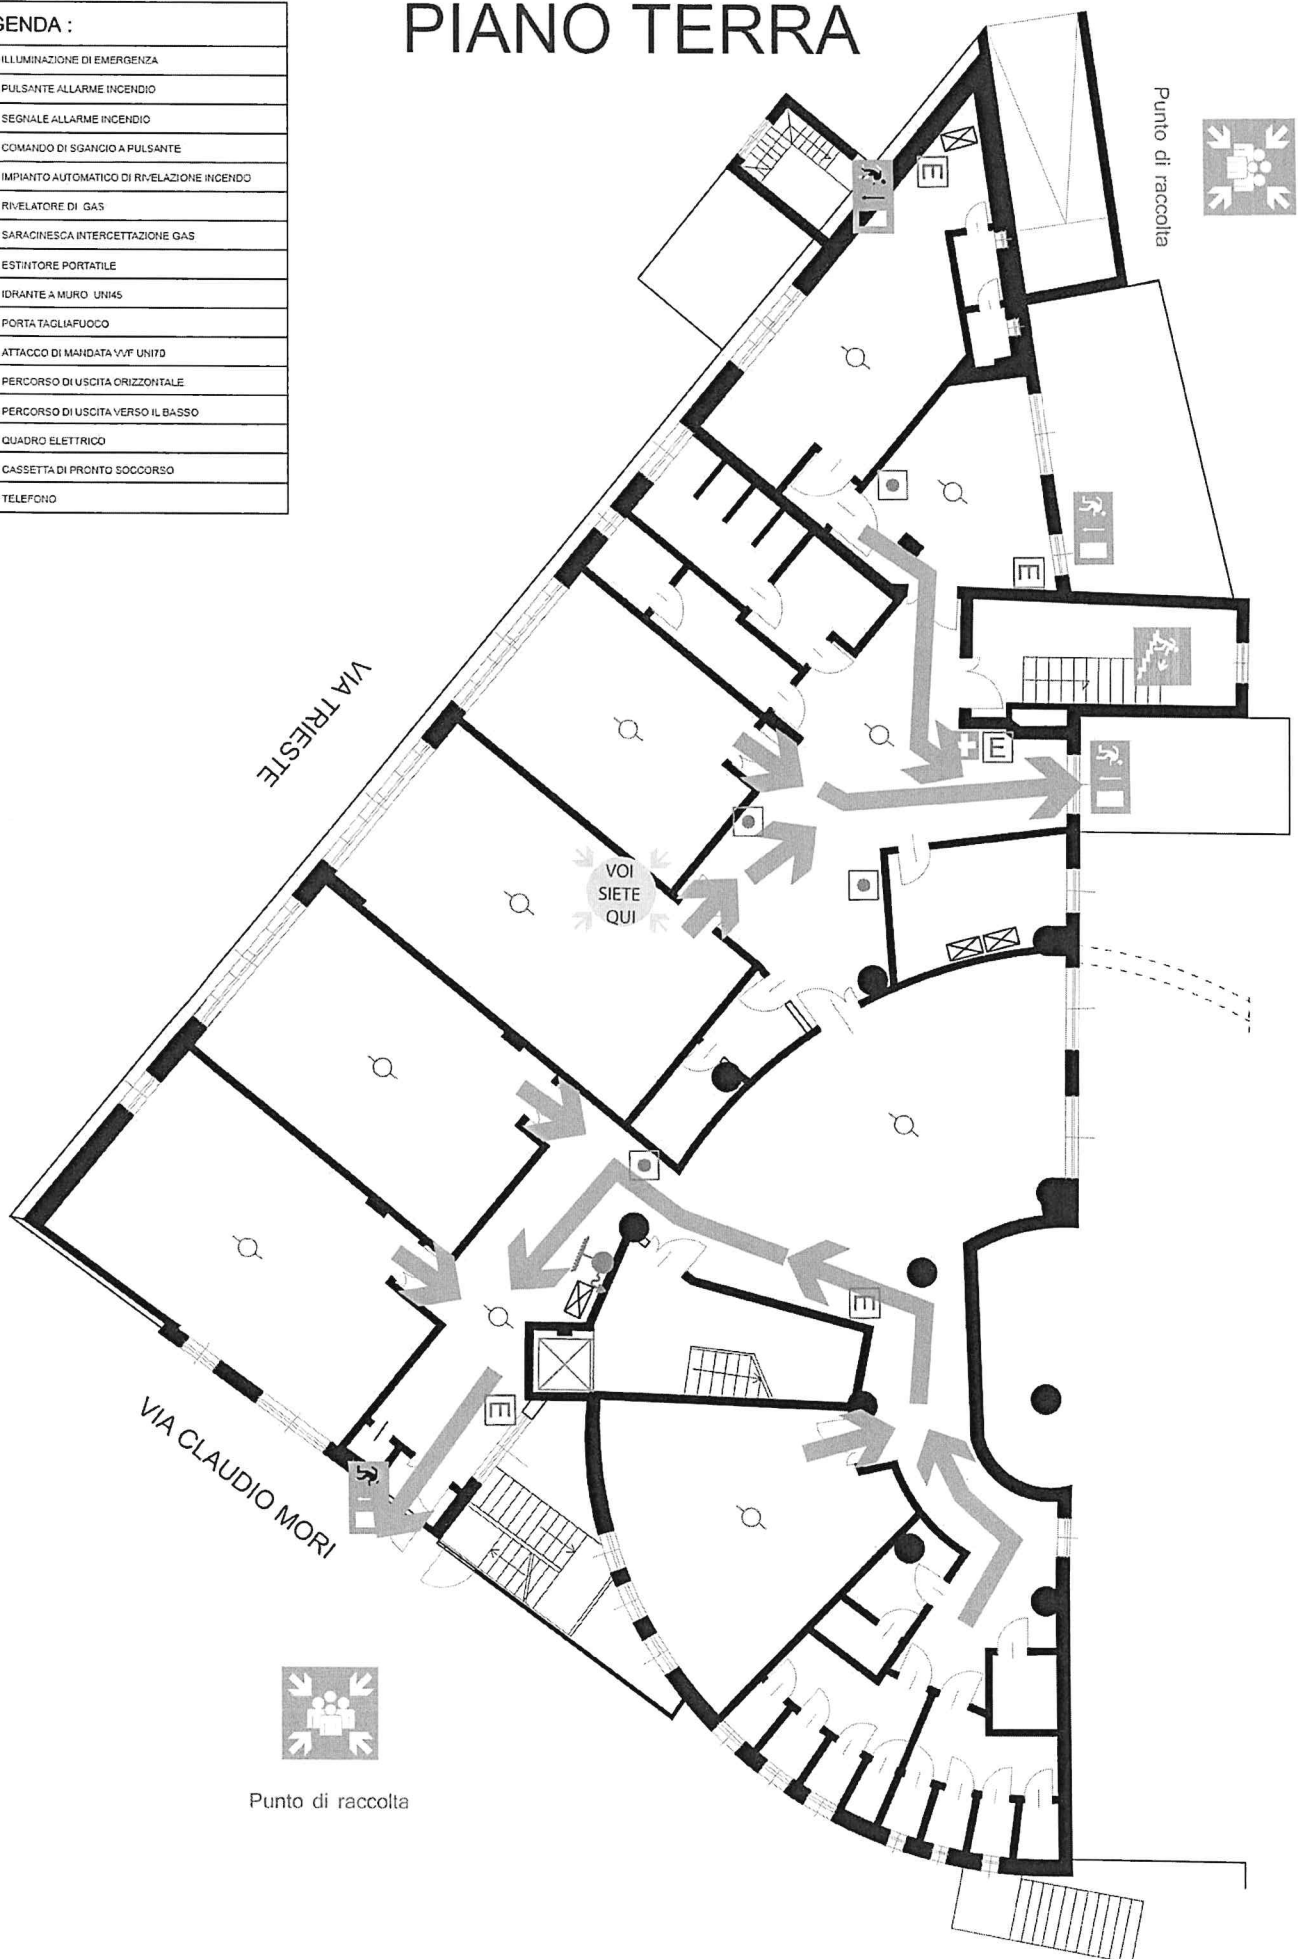 PIANO TERRA
GENDA :
ILLUMINAZIONE DI EMERGENZA
PULSANTE ALLARME INCENDIO
SEGNALE ALLARME INCENDIO
COMANDO DI SGANCIO A PULSANTE
IMPIANTO AUTOMATICO DI RIVELAZIONE INCENDO
RIVELATORE DI GAS
SARACINESCA INTERCETTAZIONE GAS
ESTINTORE PORTATILE
IDRANTE A MURO UNI45
PORTA TAGLIAFUOCO
ATTACCO DI MANDATA VVF UNI70
PERCORSO DI USCITA ORIZZONTALE
PERCORSO DI USCITA VERSO IL BASSO
QUADRO ELETTRICO
CASSETTA DI PRONTO SOCCORSO
TELEFONO
Punto di raccolta
E
E
VIA TRIESTE
E
VOI
SIETE
QUI
E
E
VIA CLAUDIO MORI
Punto di raccolta